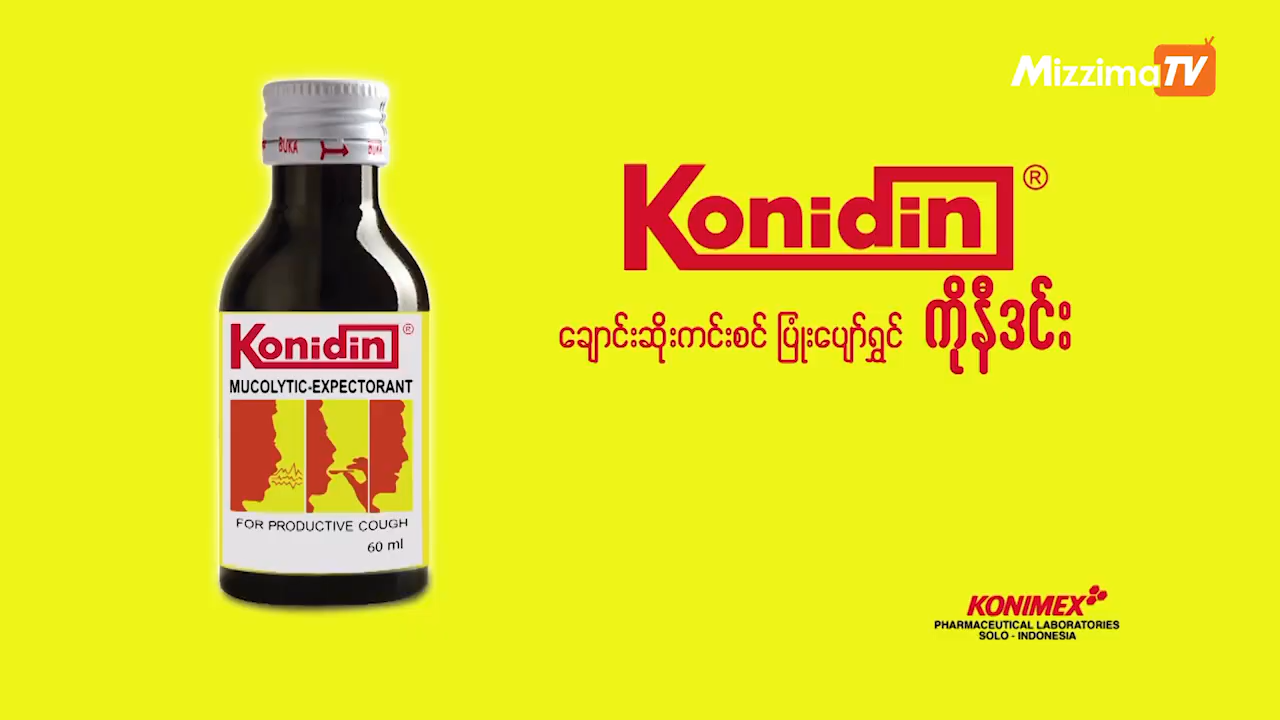 MizzimaTV
BUKA
Konidin®
ချောင်းဆိုးကင်းစင် ပြုံးပျော်ရွှင် ကိုနီဒင်း
Konidin®
MUCOLYTIC-EXPECTORANT
FOR PRODUCTIVE COUGH
60 ml
KONIMEX
PHARMACEUTICAL LABORATORIES
SOLO - INDONESIA